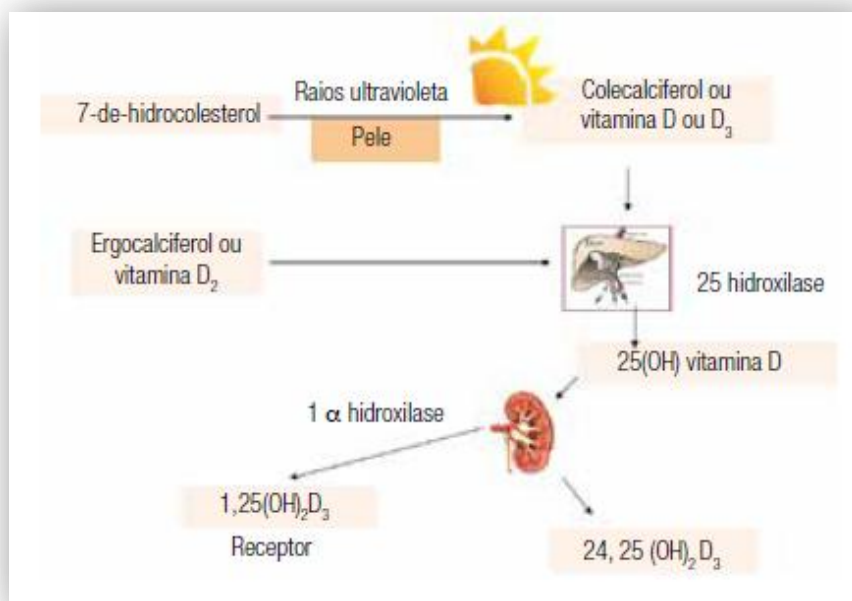 7-de-hidrocolesterol
Raios ultravioleta
Pele
Colecalciferol ou
vitamina D ou D₃
Ergocalciferol ou
vitamina D₂
25 hidroxilase
25(OH) vitamina D
1 α hidroxilase
1,25(OH)₂D₃
Receptor
24, 25 (OH)₂ D₃